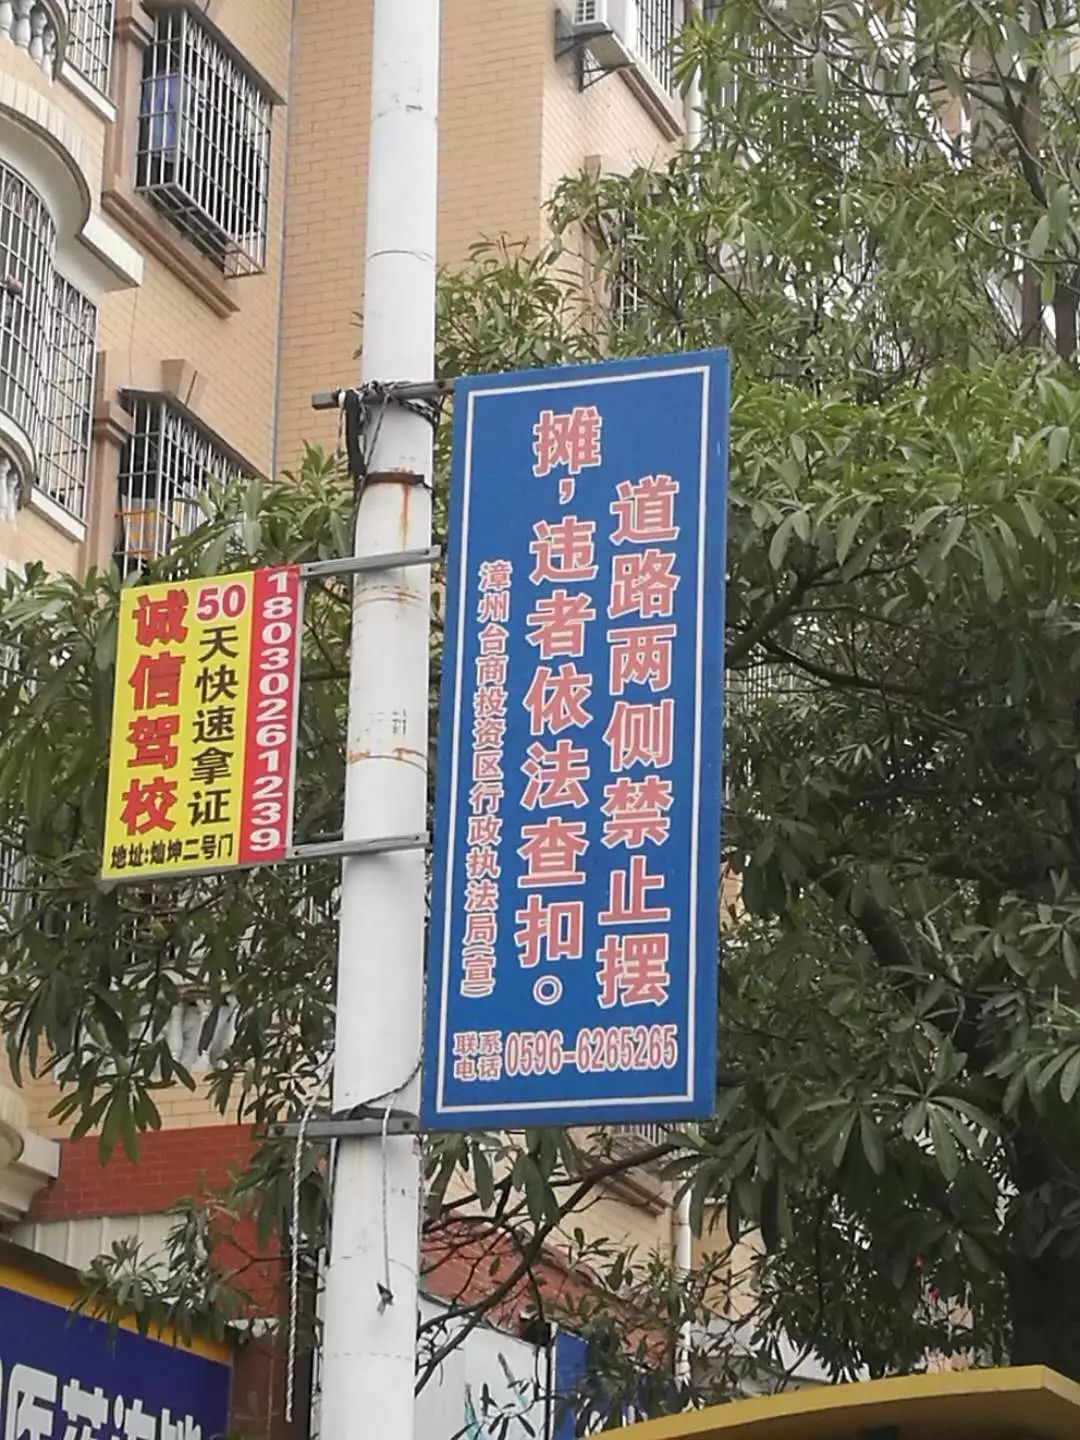 道路两侧禁止摆
摊，违者依法查扣。
漳州台商投资区行政执法局(宣)
联系
电话
0596-6265265
诚信驾校
50天快速拿证
18030261239
地址:灿坤二号门